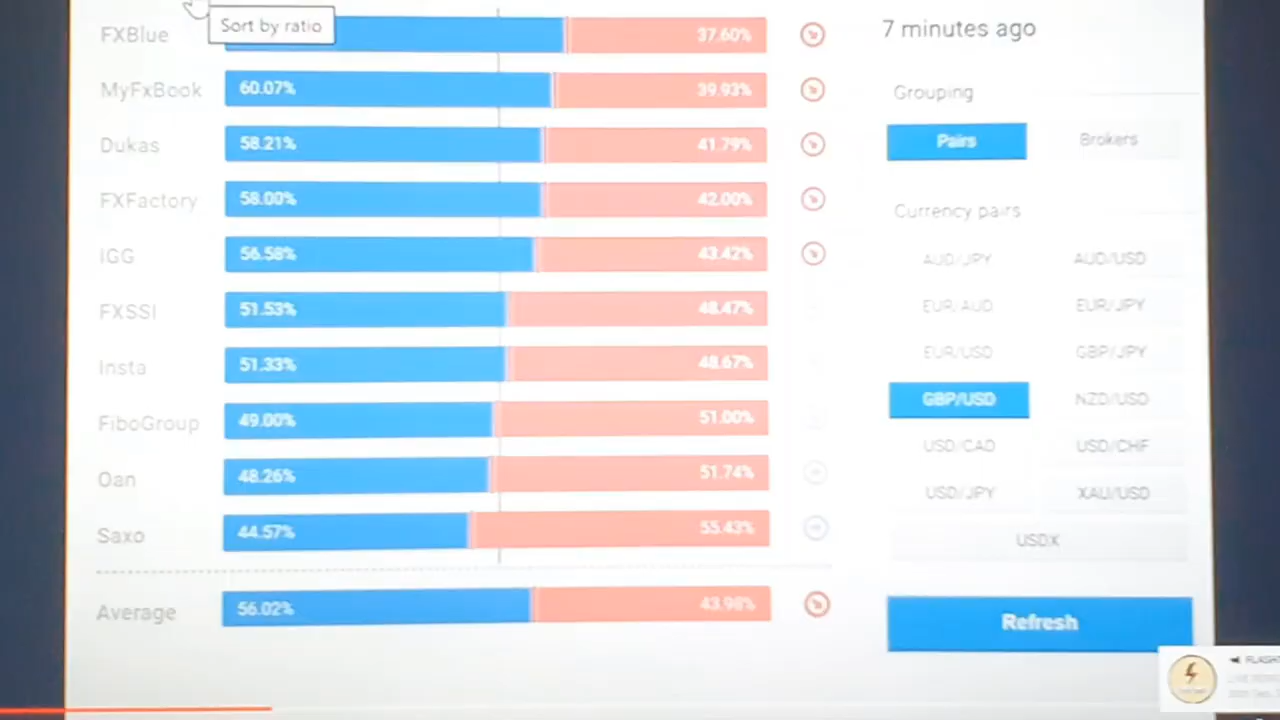 Sort by ratio
FXBlue 37.60%
MyFxBook 60.07% 39.93%
Dukas 58.21% 41.79%
FXFactory 58.00% 42.00%
IGG 56.58% 43.42%
FXSSI 51.53% 48.47%
Insta 51.33% 48.67%
FiboGroup 49.00% 51.00%
Oan 48.26% 51.74%
Saxo 44.57% 55.43%
Average 56.02% 43.98%
7 minutes ago
Grouping
Pairs Brokers
Currency pairs
AUD/JPY AUD/USD
EUR/AUD EUR/JPY
EUR/USD GBP/JPY
GBP/USD NZD/USD
USD/CAD USD/CHF
USD/JPY XAU/USD
USDX
Refresh